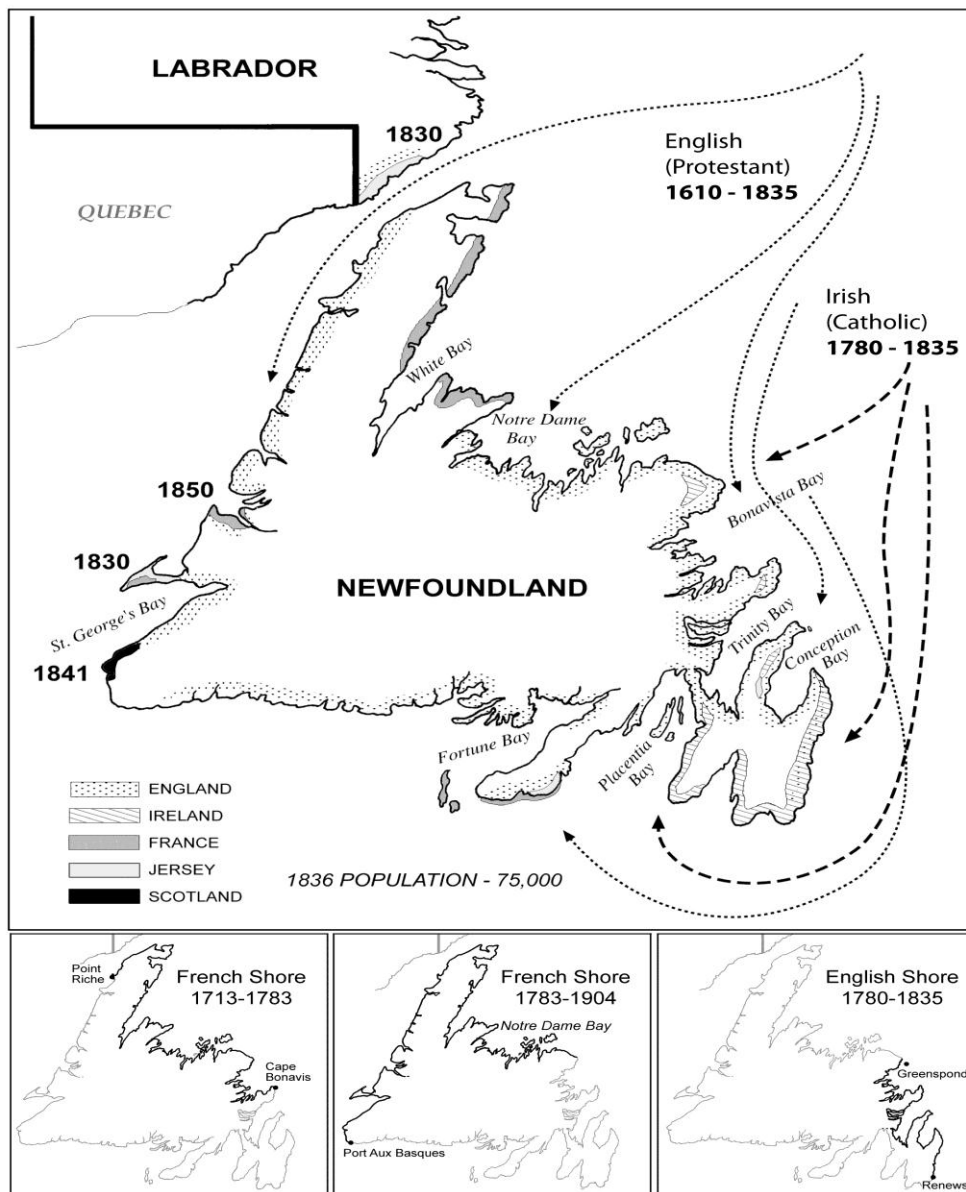 LABRADOR
1830
QUEBEC
English
(Protestant)
1610 - 1835
Irish
(Catholic)
1780 - 1835
White Bay
Notre Dame
Bay
Bonavista Bay
1850
1830
NEWFOUNDLAND
St. George's Bay
Trinity Bay
Conception
Bay
1841
Fortune Bay
Placentia
Bay
ENGLAND
IRELAND
FRANCE
JERSEY
SCOTLAND
1836 POPULATION - 75,000
Point
Riche
French Shore
1713-1783
Cape
Bonavis
French Shore
1783-1904
Notre Dame Bay
Port Aux Basques
English Shore
1780-1835
Greenspond
Renews